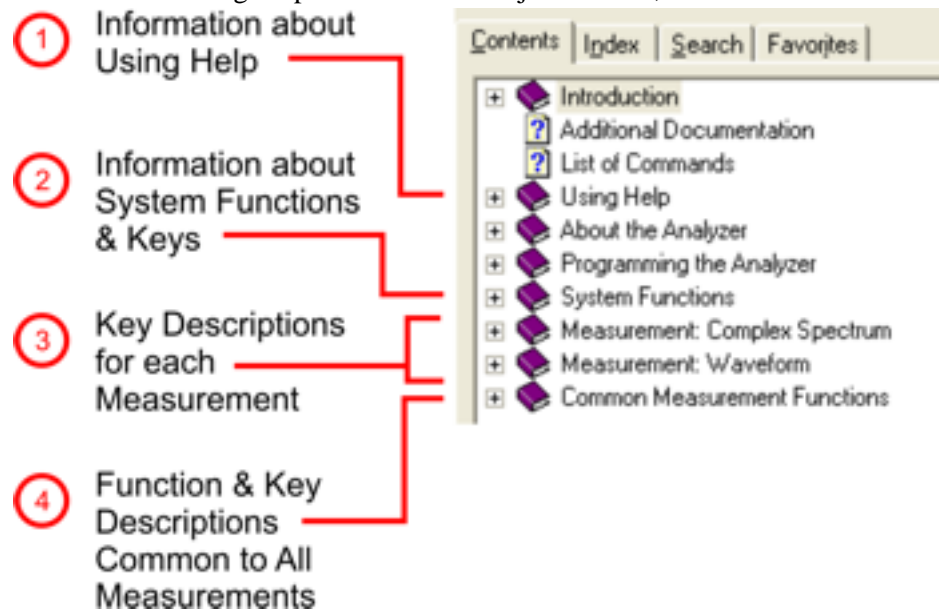 1
Information about
Using Help
2
Information about
System Functions
& Keys
3
Key Descriptions
for each
Measurement
4
Function & Key
Descriptions
Common to All
Measurements
Contents Index Search Favorites
Introduction
Additional Documentation
List of Commands
Using Help
About the Analyzer
Programming the Analyzer
System Functions
Measurement: Complex Spectrum
Measurement: Waveform
Common Measurement Functions